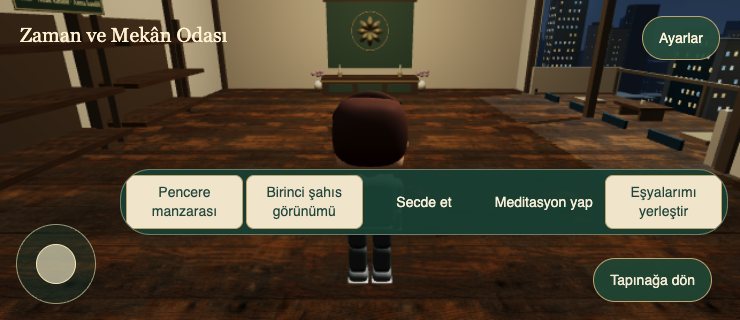 Zaman ve Mekân Odası
Ayarlar
Pencere
manzarası
Birinci şahıs
görünümü
Secde et
Meditasyon yap
Eşyalarımı
yerleştir
Tapınağa dön